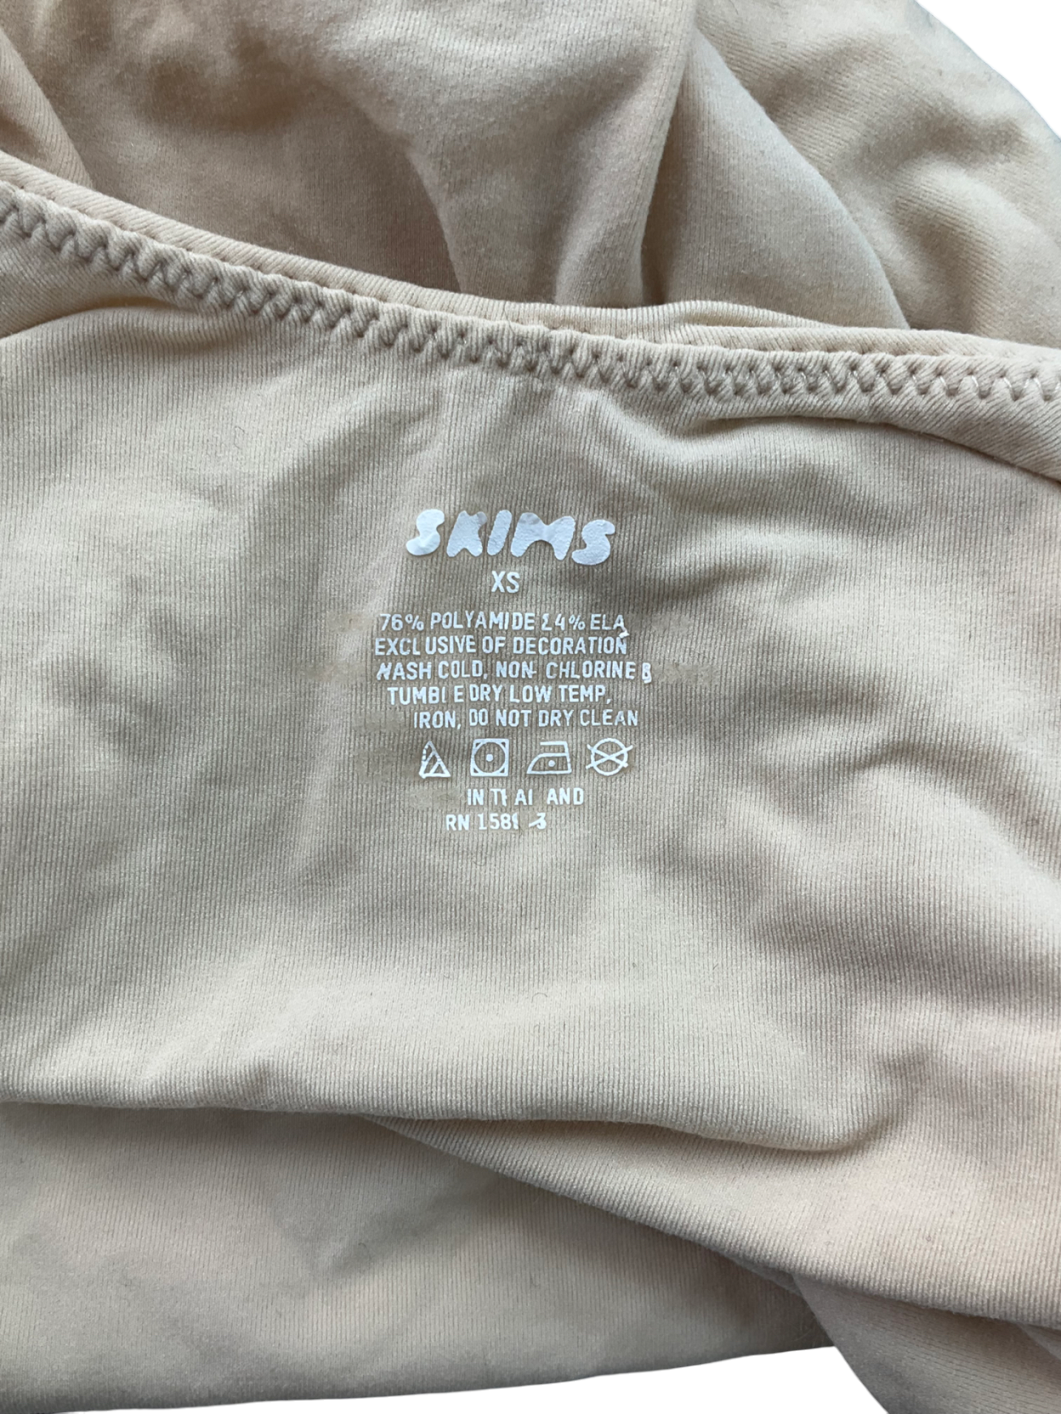 SKIMS
XS
76% POLYAMIDE 24% ELA
EXCLUSIVE OF DECORATION
WASH COLD, NON- CHLORINE B
TUMBLE DRY LOW TEMP,
IRON, DO NOT DRY CLEAN
IN THAILAND
RN